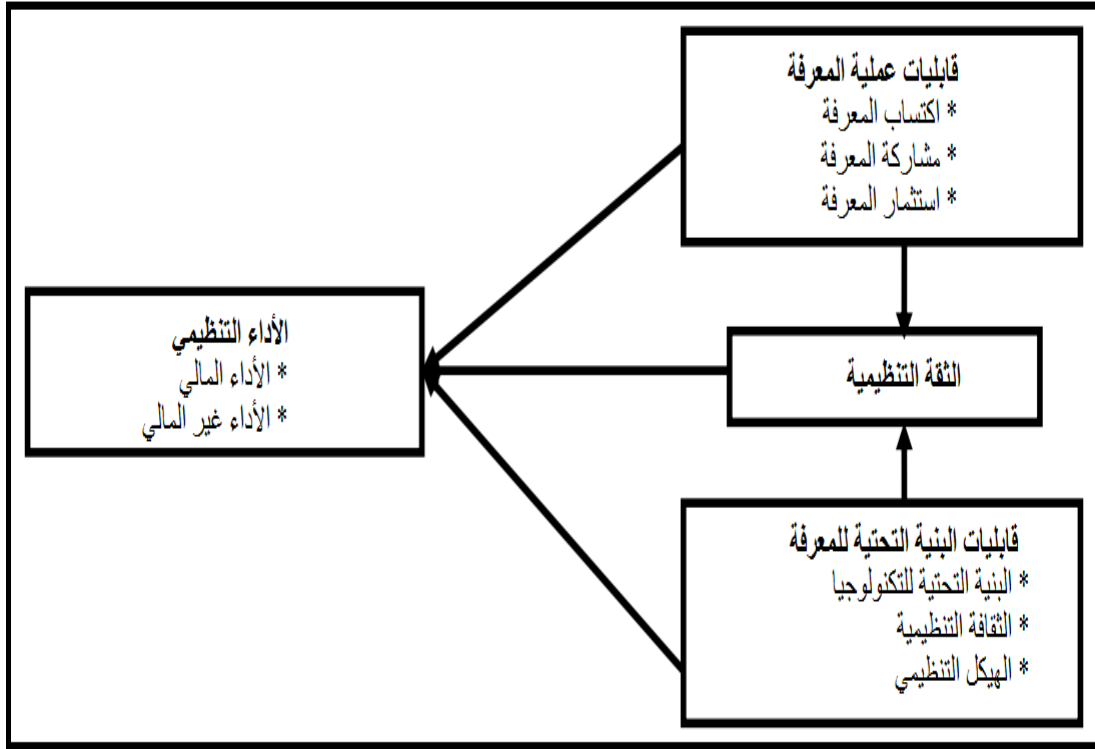 قابليات عملية المعرفة
* اكتساب المعرفة
* مشاركة المعرفة
* استثمار المعرفة
الثقة التنظيمية
قابليات البنية التحتية للمعرفة
* البنية التحتية للتكنولوجيا
* الثقافة التنظيمية
* الهيكل التنظيمي
الأداء التنظيمي
* الأداء المالي
* الأداء غير المالي